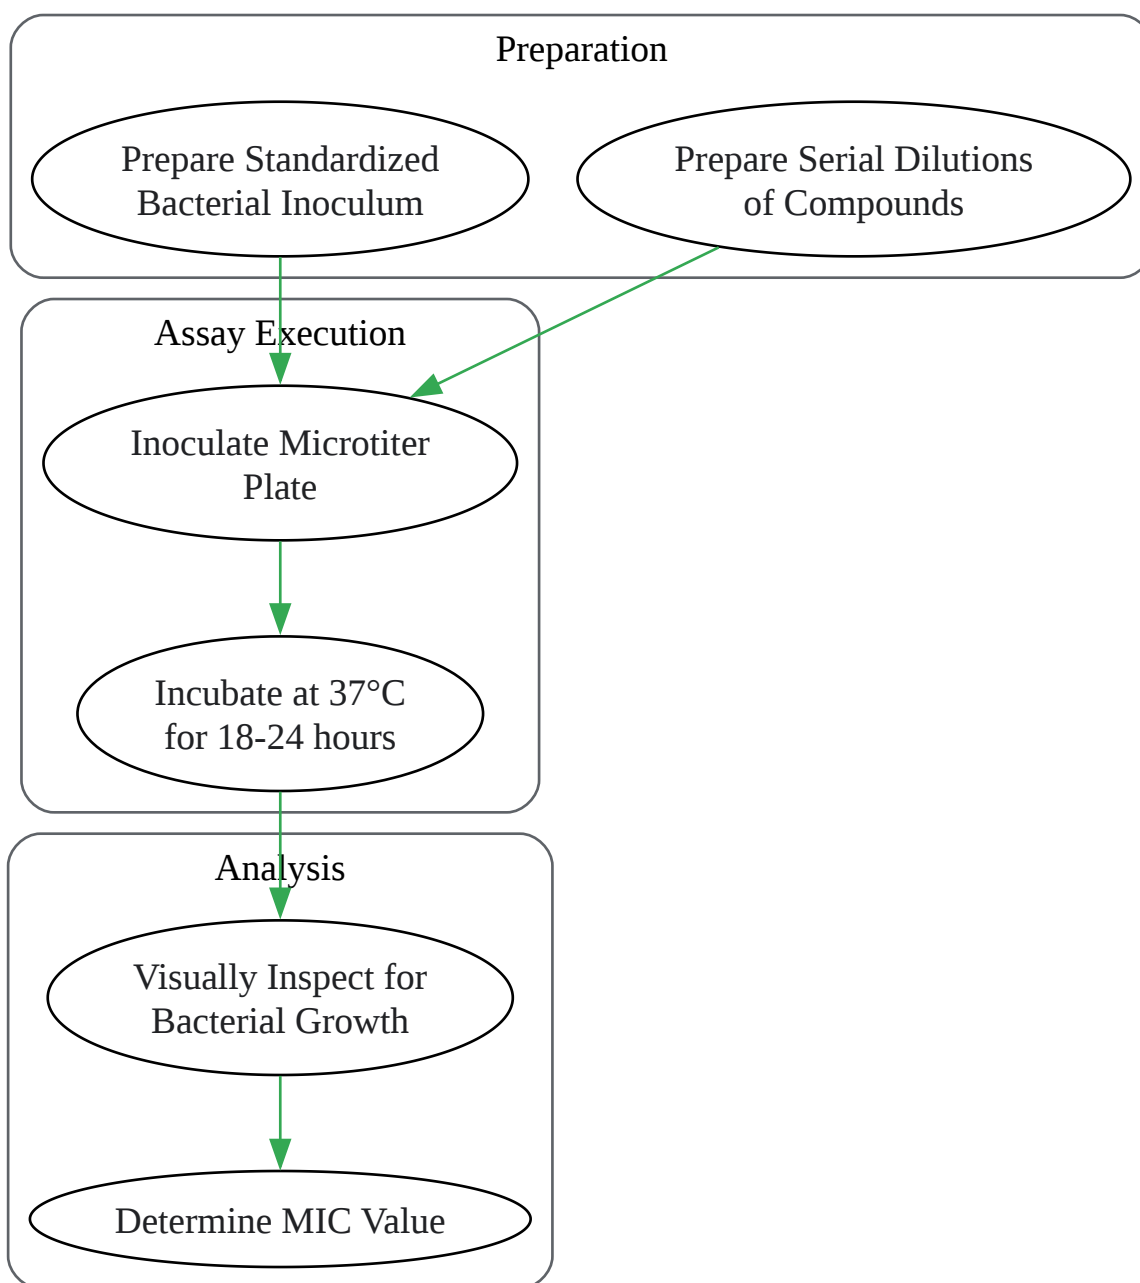 Preparation
Prepare Standardized
Bacterial Inoculum
Prepare Serial Dilutions
of Compounds
Assay Execution
Inoculate Microtiter
Plate
Incubate at 37°C
for 18-24 hours
Analysis
Visually Inspect for
Bacterial Growth
Determine MIC Value